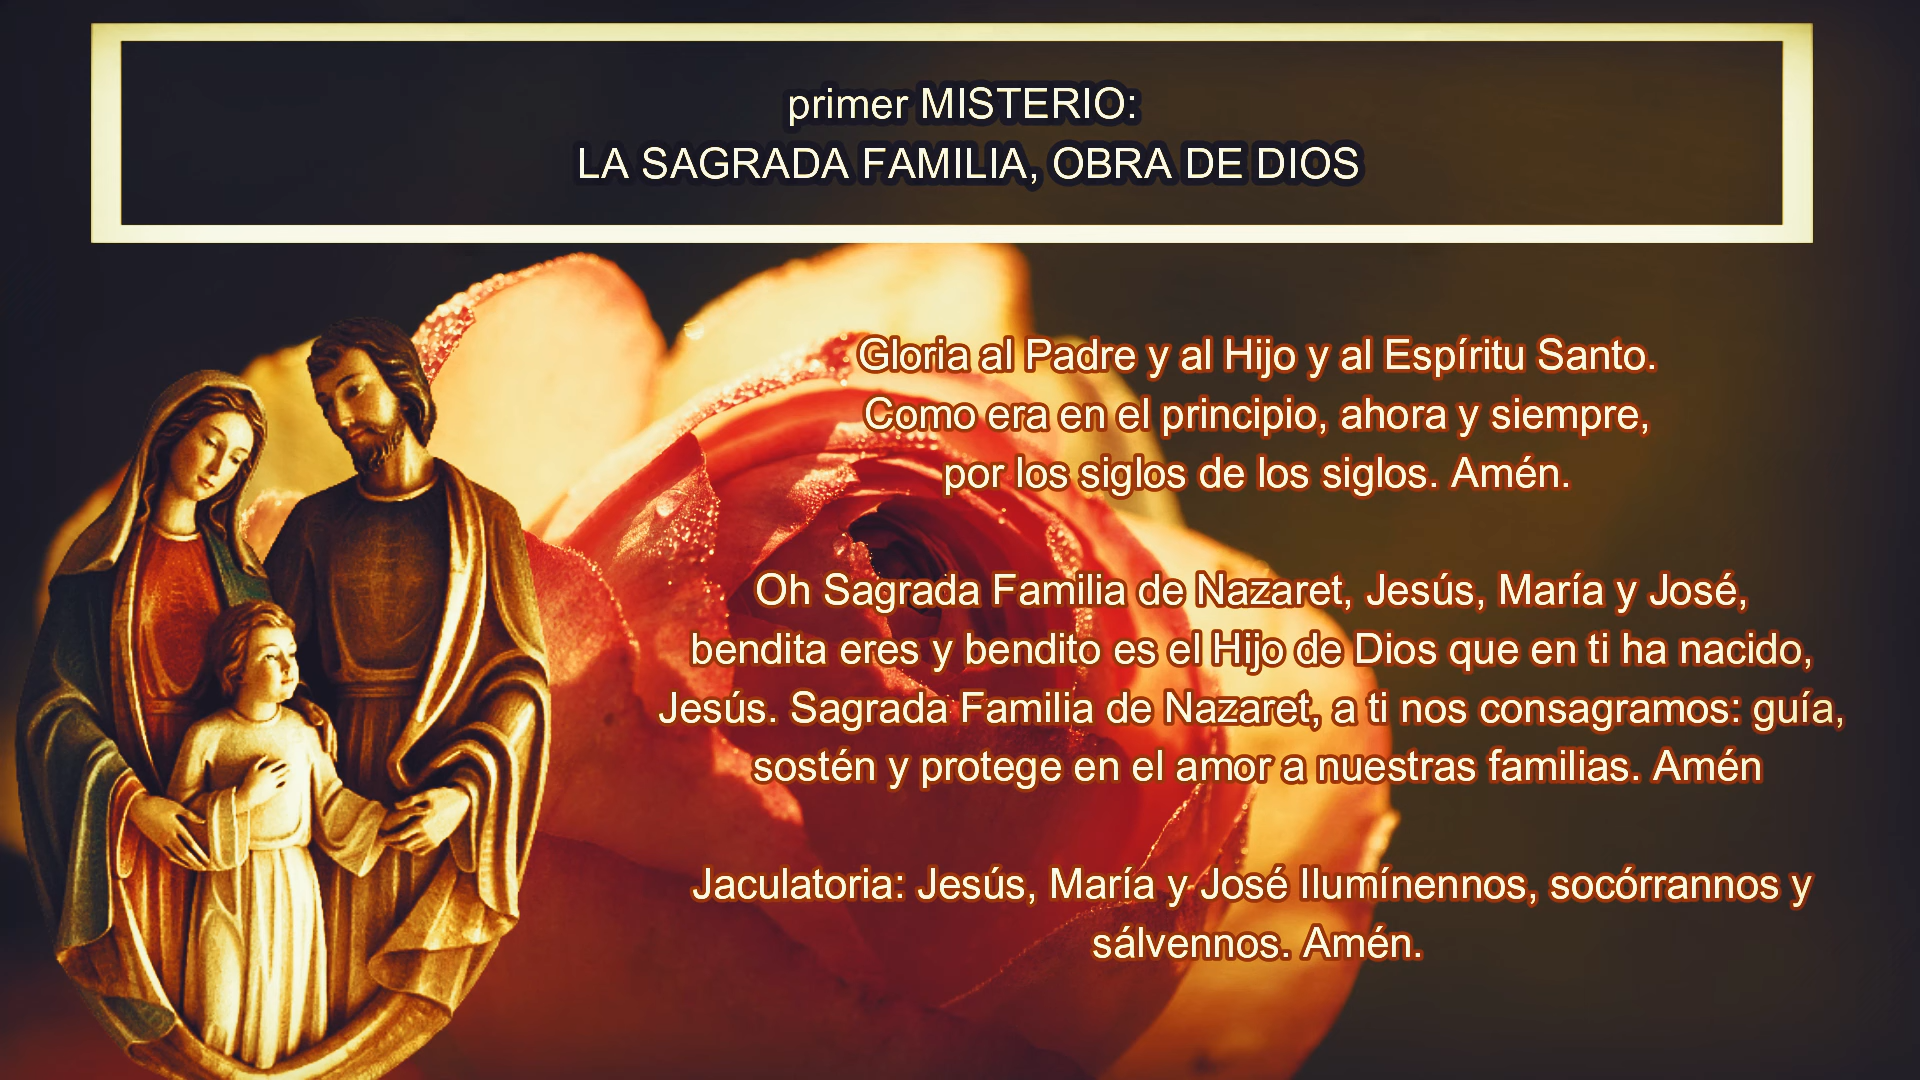 primer MISTERIO:
LA SAGRADA FAMILIA, OBRA DE DIOS
Gloria al Padre y al Hijo y al Espíritu Santo.
Como era en el principio, ahora y siempre,
por los siglos de los siglos. Amén.
Oh Sagrada Familia de Nazaret, Jesús, María y José,
bendita eres y bendito es el Hijo de Dios que en ti ha nacido,
Jesús. Sagrada Familia de Nazaret, a ti nos consagramos: guía,
sostén y protege en el amor a nuestras familias. Amén
Jaculatoria: Jesús, María y José Ilumínennos, socórrannos y
sálvennos. Amén.